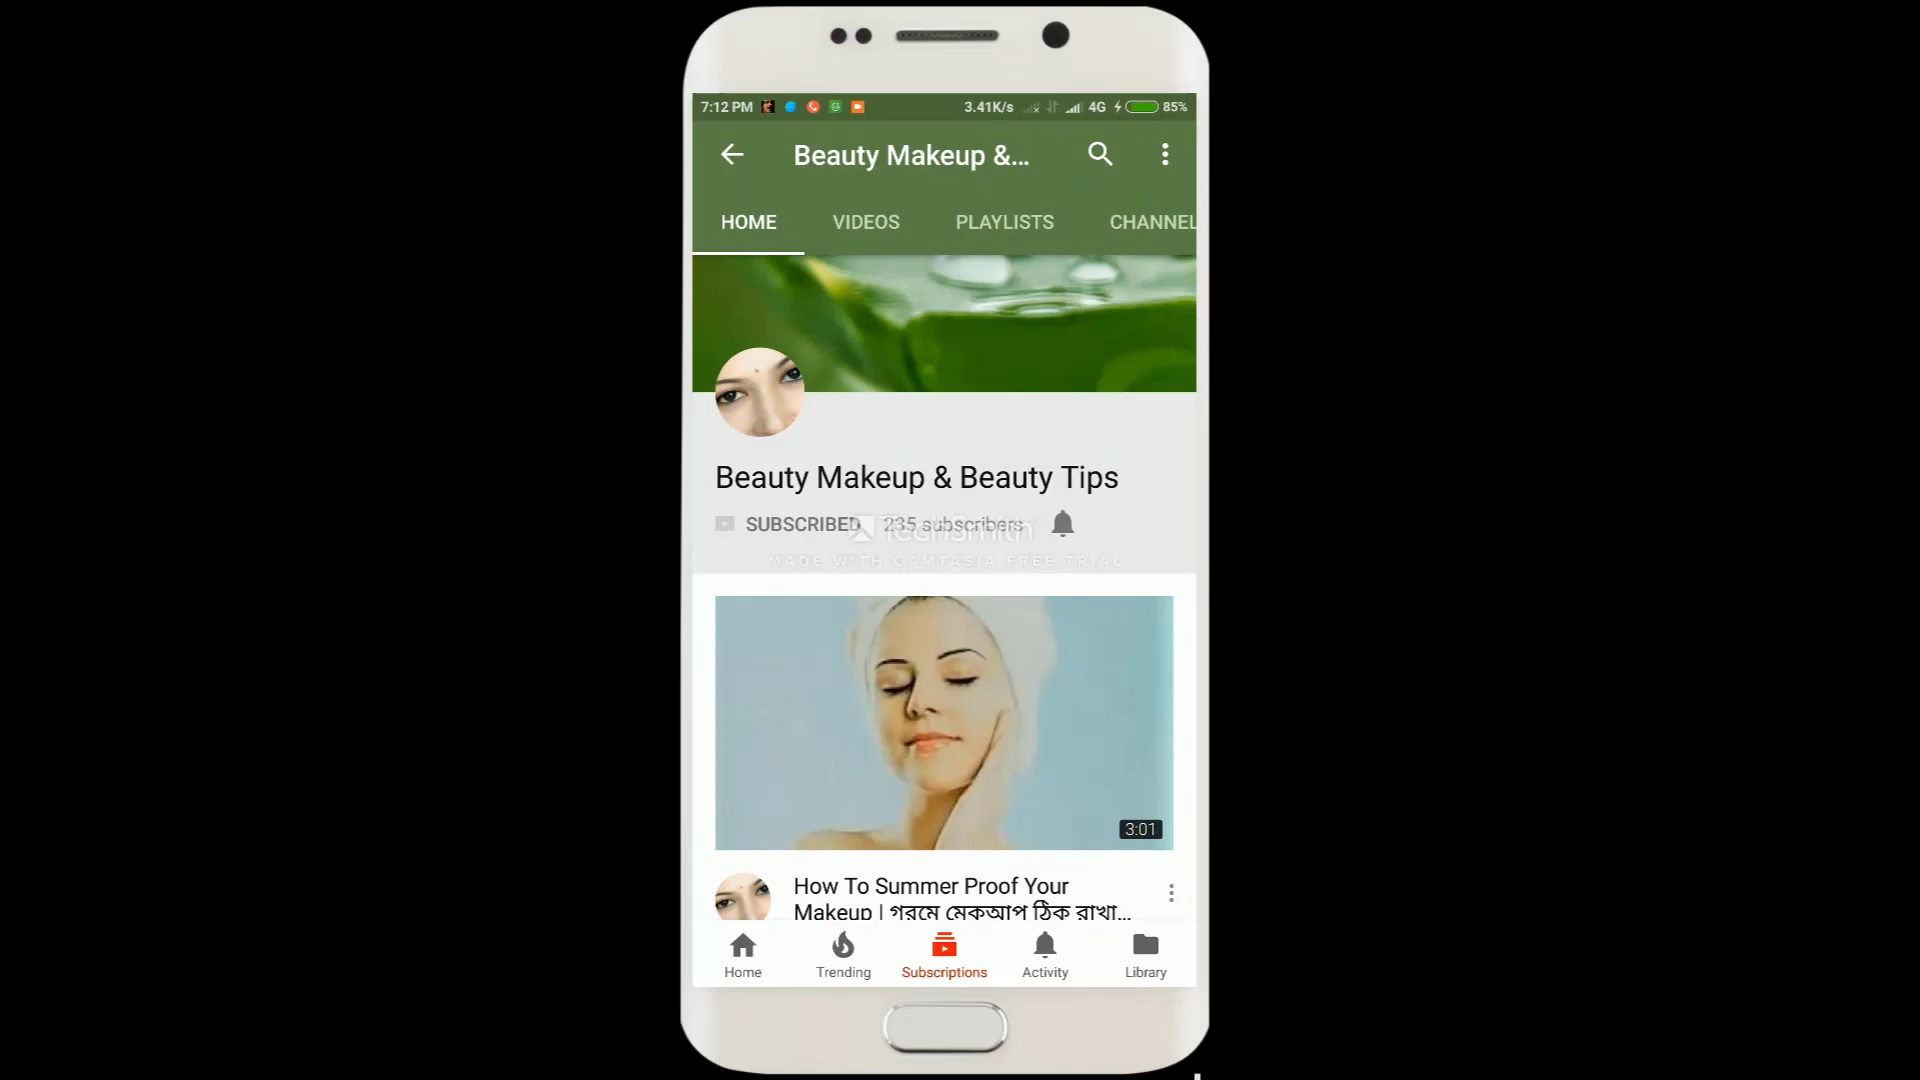 7:12 PM 3.41K/s 4G 85%
Beauty Makeup &...
HOME VIDEOS PLAYLISTS CHANNEL
Beauty Makeup & Beauty Tips
SUBSCRIBED 235 subscribers
TechSmith
MADE WITH CAMTASIA FREE TRIAL
3:01
How To Summer Proof Your
Makeup | গরমে মেকআপ ঠিক রাখা...
Home Trending Subscriptions Activity Library